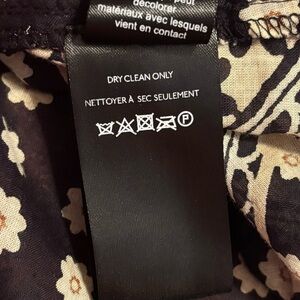 décolorer
matériaux avec lesquels
vient en contact
DRY CLEAN ONLY
NETTOYER À SEC SEULEMENT
P